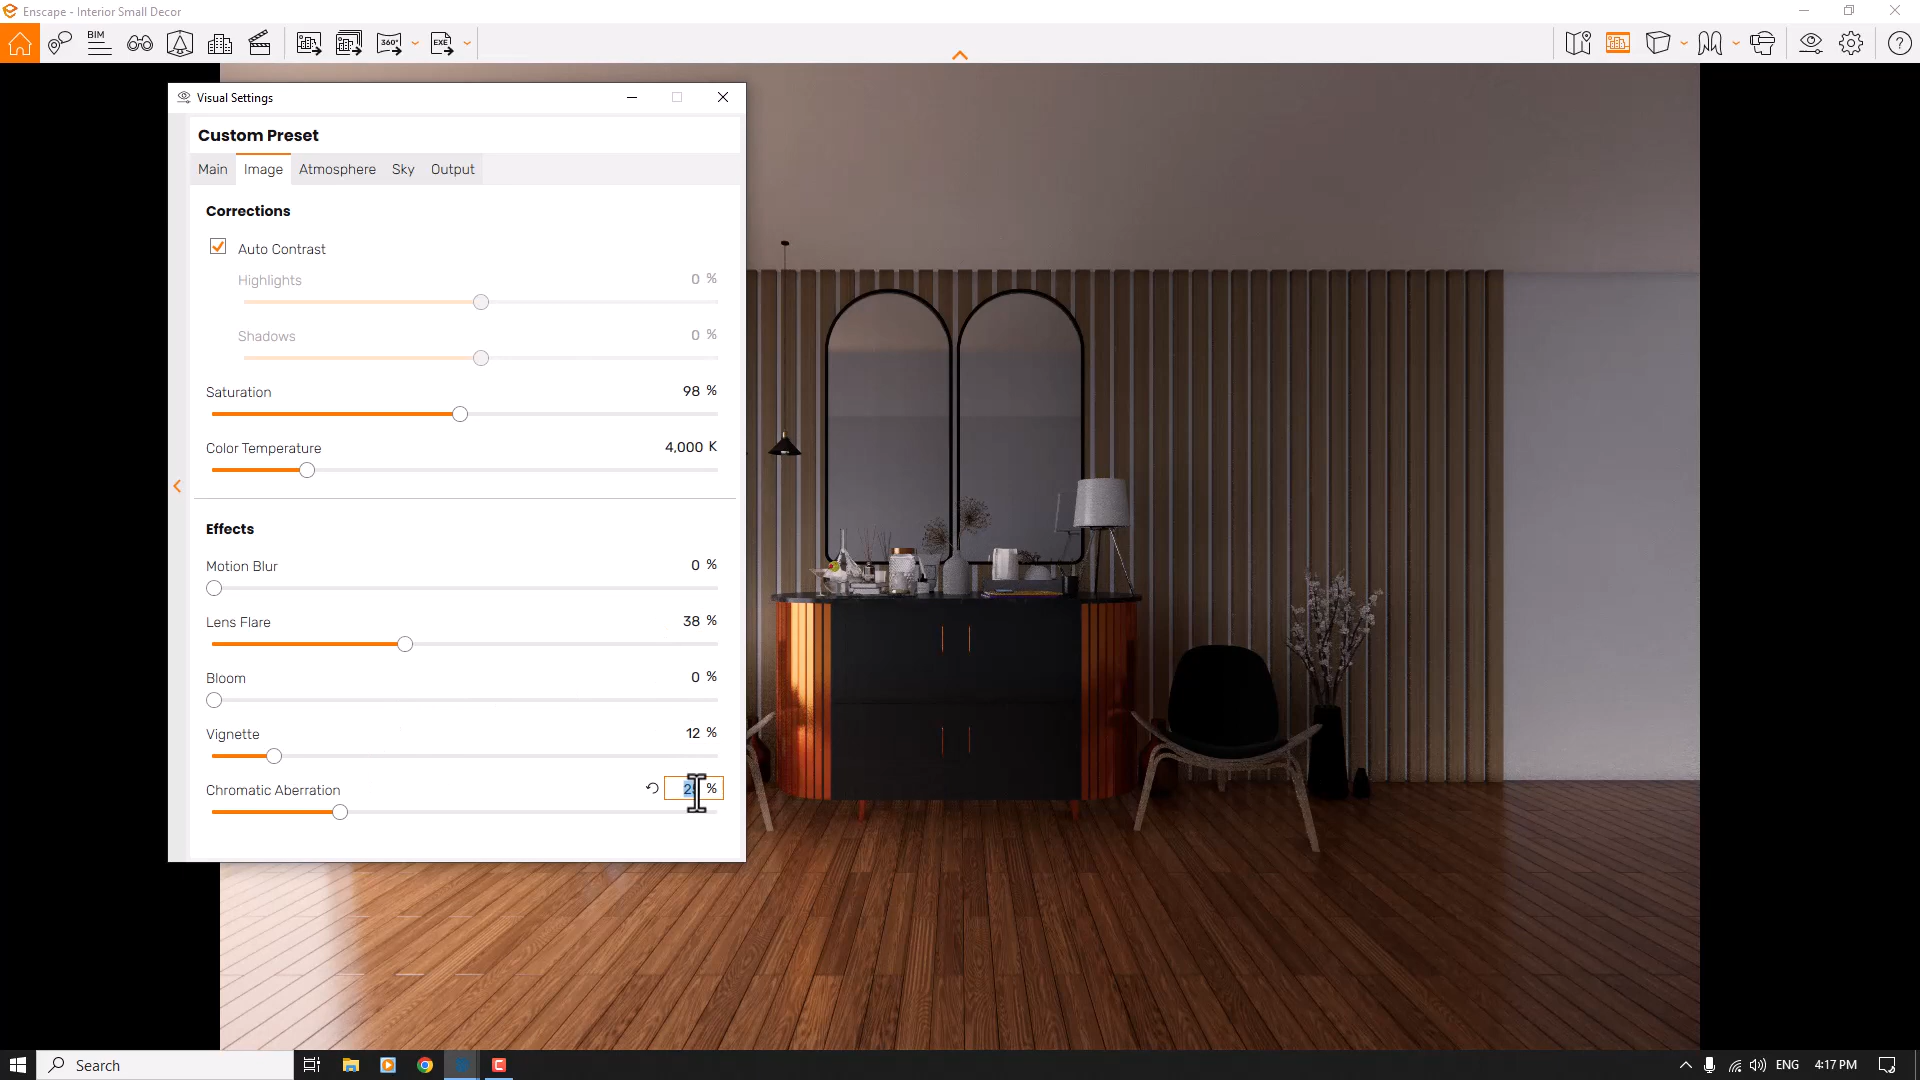 Enscape - Interior Small Decor
BIM
360°
EXE
Visual Settings
Custom Preset
Main Image Atmosphere Sky Output
Corrections
Auto Contrast
Highlights 0 %
Shadows 0 %
Saturation 98 %
Color Temperature 4,000 K
Effects
Motion Blur 0 %
Lens Flare 38 %
Bloom 0 %
Vignette 12 %
Chromatic Aberration %
Search
ENG 4:17 PM